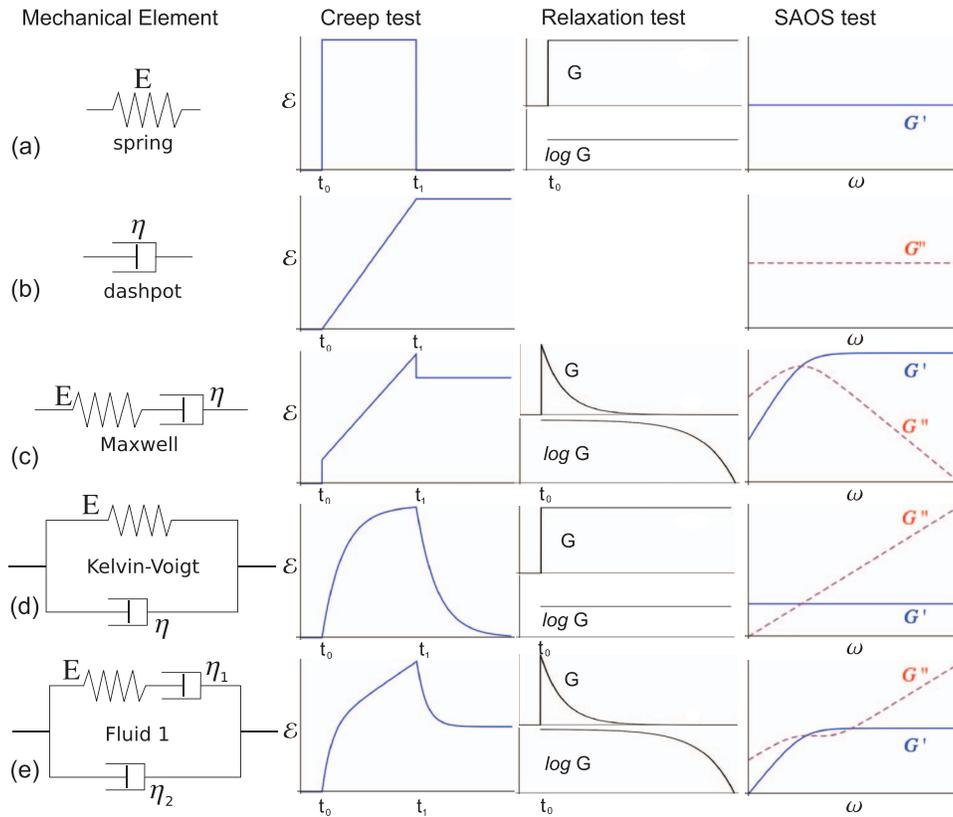 Mechanical Element Creep test Relaxation test SAOS test
(a) E spring
ℰ t₀ t₁
G
log G
t₀
G' ω
(b) η dashpot
ℰ t₀ t₁
G'' ω
(c) E η Maxwell
ℰ t₀ t₁
G
log G
t₀
G'
G''
ω
(d) E Kelvin-Voigt η
ℰ t₀ t₁
G
log G
t₀
G''
G'
ω
(e) E η₁ Fluid 1 η₂
ℰ t₀ t₁
G
log G
t₀
G''
G'
ω